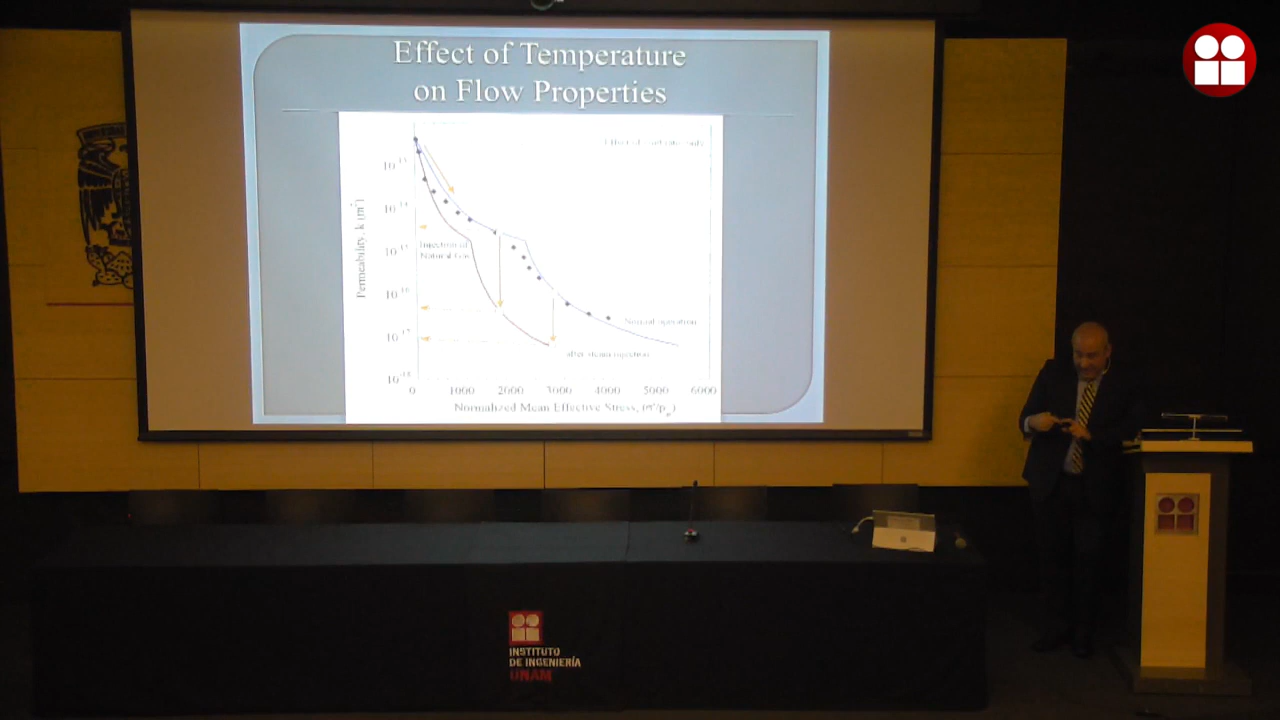 Effect of Temperature
on Flow Properties
Permeability, k (m²)
Injection of
Natural Gas
Normal operation
after steam injection
0 1000 2000 3000 4000 5000 6000
Normalized Mean Effective Stress,
INSTITUTO
DE INGENIERÍA
UNAM